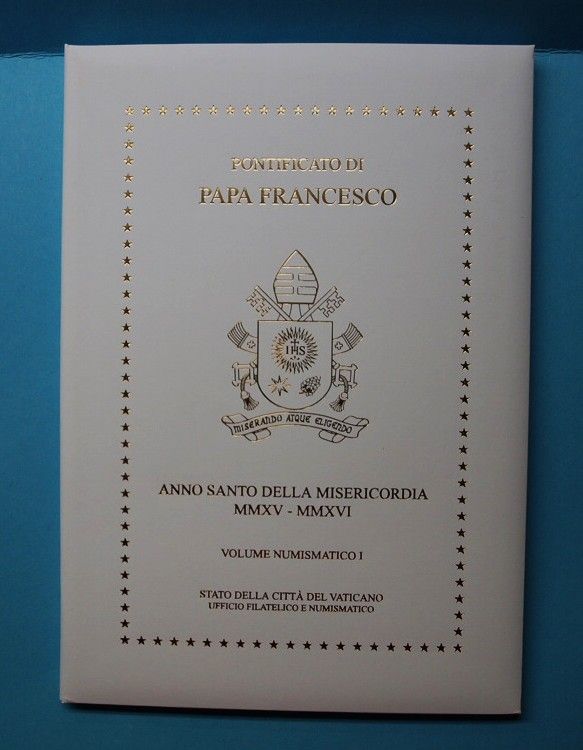 PONTIFICATO DI
PAPA FRANCESCO
IHS
MISERANDO ATQUE ELIGENDO
ANNO SANTO DELLA MISERICORDIA
MMXV - MMXVI
VOLUME NUMISMATICO I
STATO DELLA CITTÀ DEL VATICANO
UFFICIO FILATELICO E NUMISMATICO